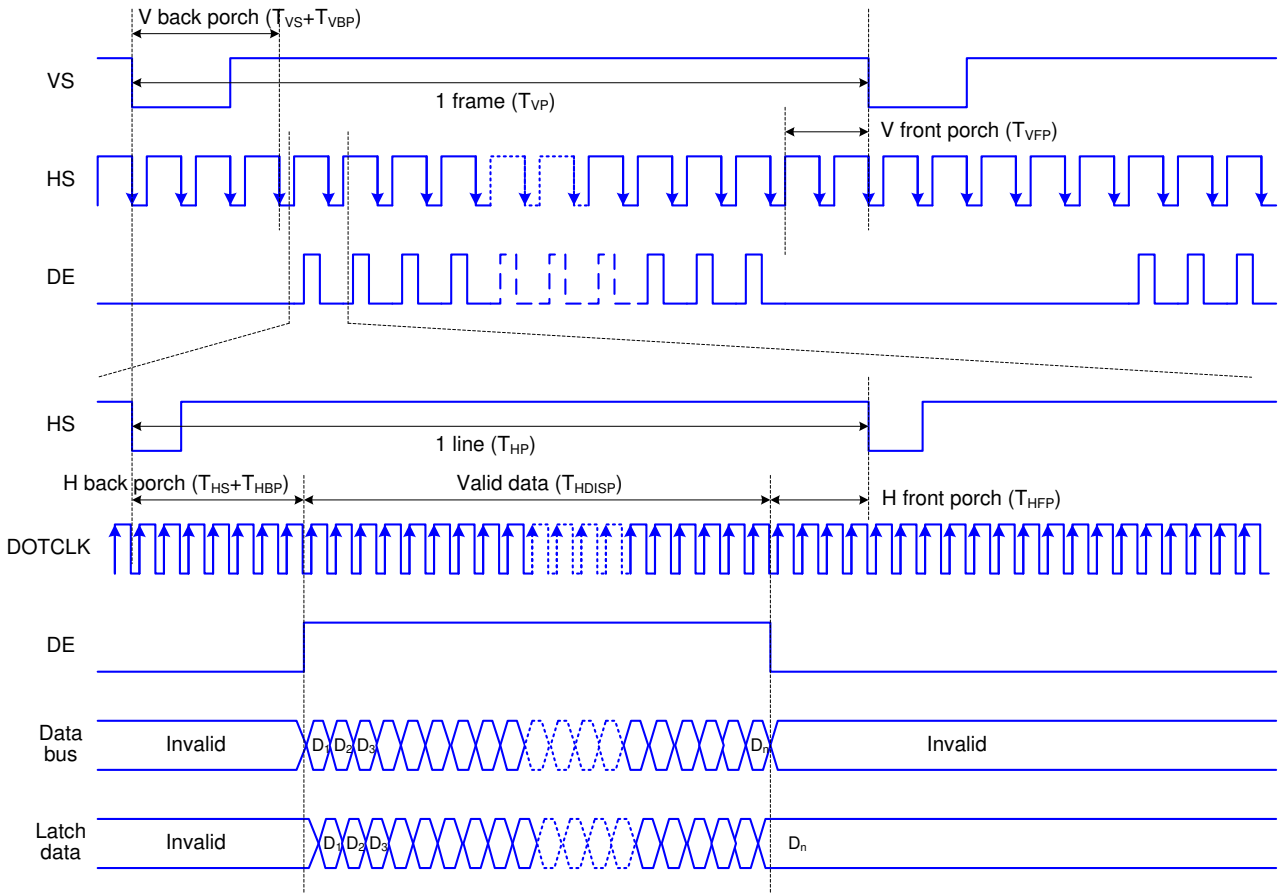 V back porch (TVS+TVBP)
VS
1 frame (TVP)
V front porch (TVFP)
HS
DE
HS
1 line (THP)
H back porch (THS+THBP)
Valid data (THDISP)
H front porch (THFP)
DOTCLK
DE
Data
bus
Invalid
D1 D2 D3
Dn
Invalid
Latch
data
Invalid
D1 D2 D3
Dn